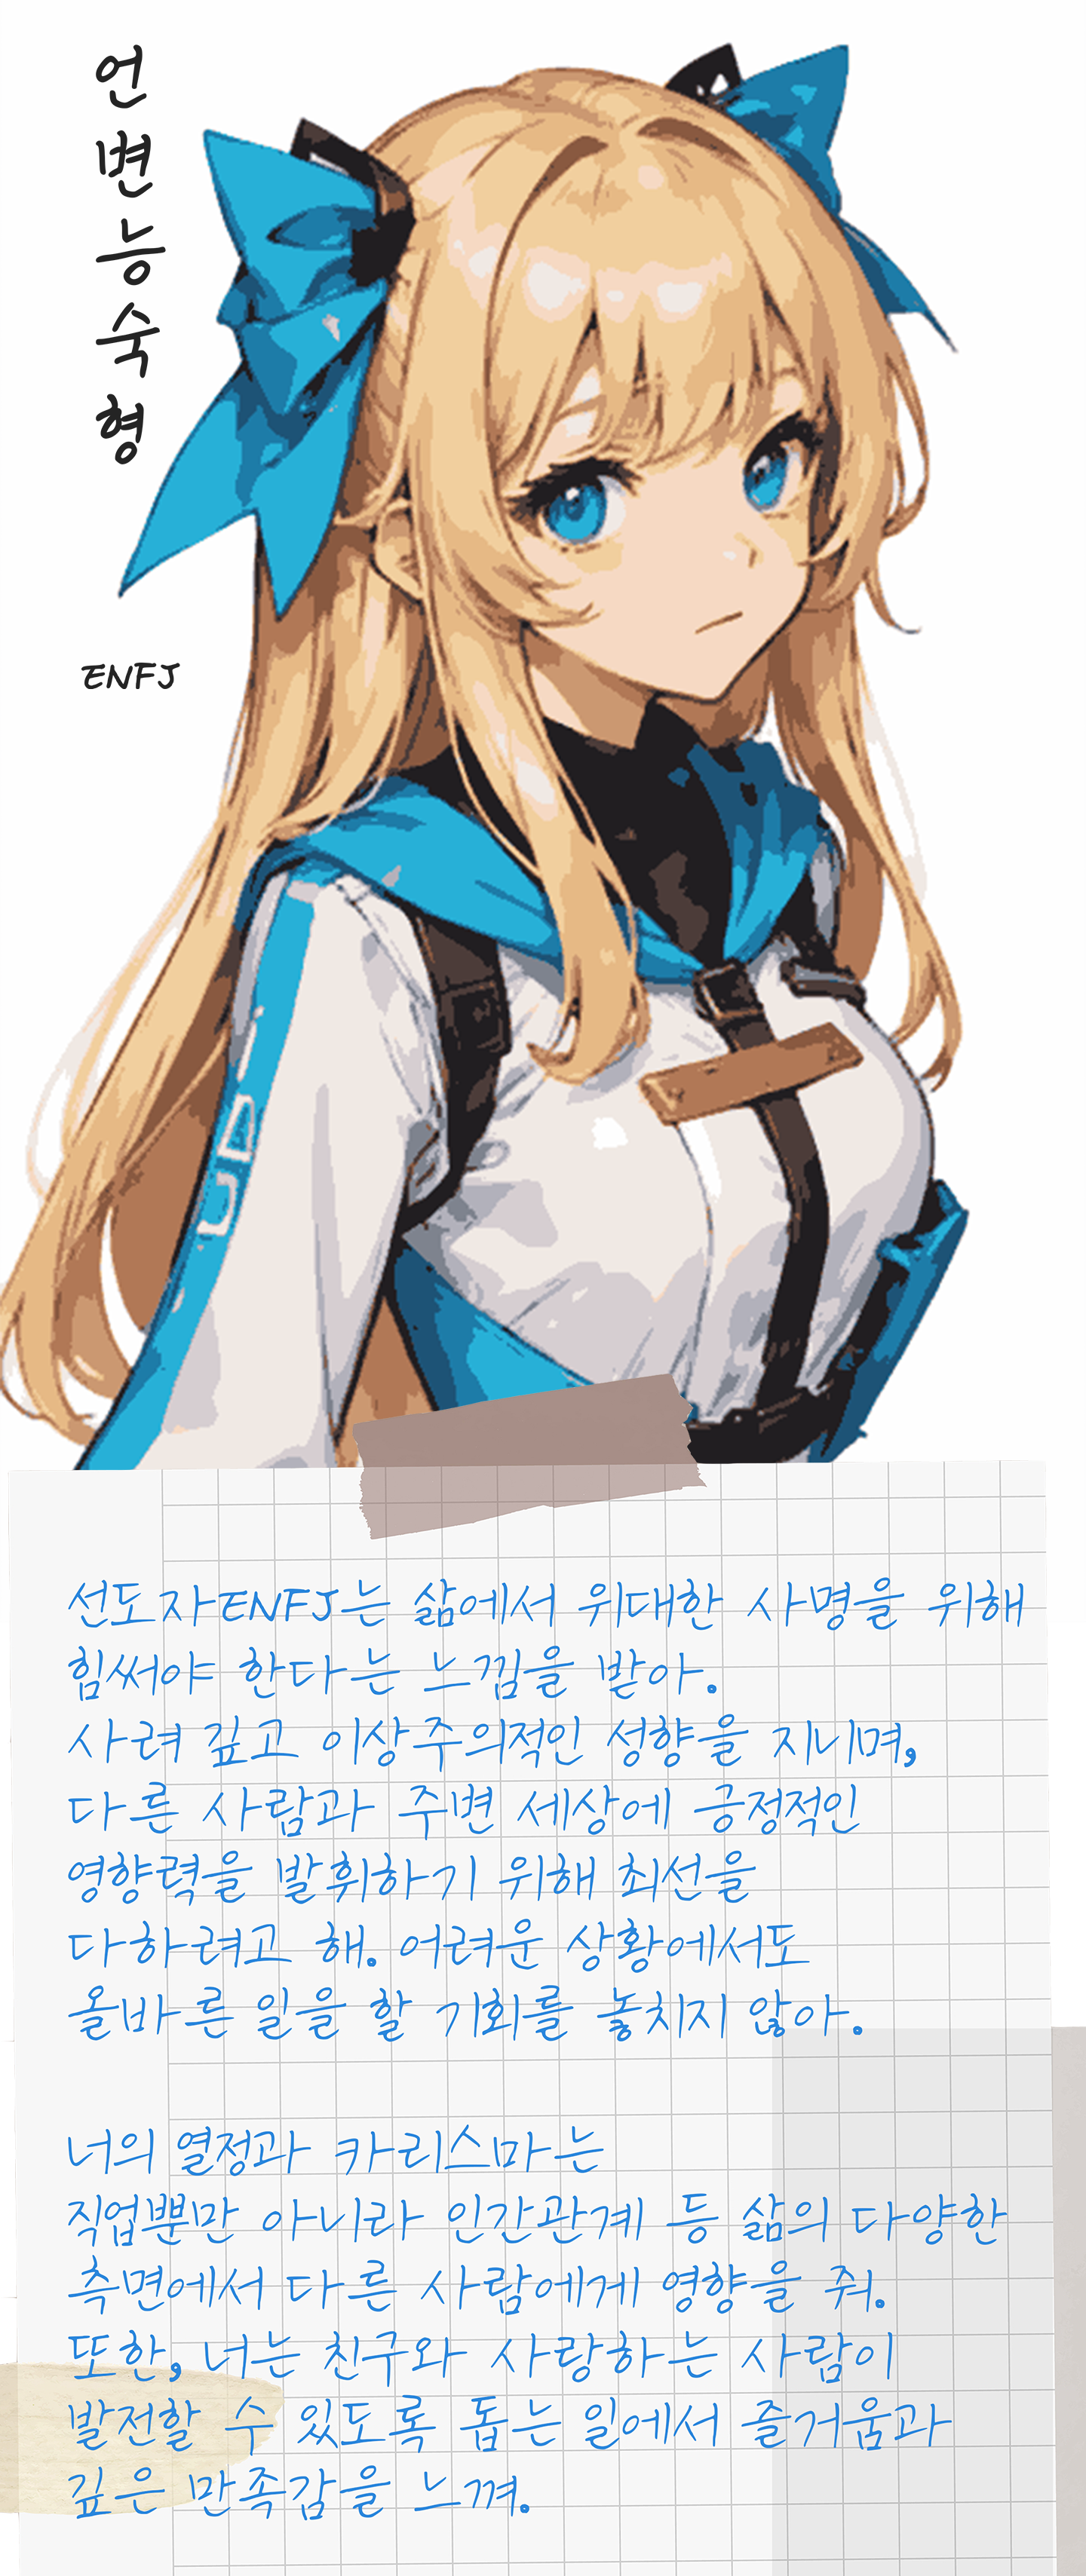 언변능숙형
ENFJ
선도자ENFJ는 삶에서 위대한 사명을 위해
힘써야 한다는 느낌을 받아.
사려 깊고 이상주의적인 성향을 지니며,
다른 사람과 주변 세상에 긍정적인
영향력을 발휘하기 위해 최선을
다하려고 해. 어려운 상황에서도
올바른 일을 할 기회를 놓치지 않아.
너의 열정과 카리스마는
직업뿐만 아니라 인간관계 등 삶의 다양한
측면에서 다른 사람에게 영향을 줘.
또한, 너는 친구와 사랑하는 사람이
발전할 수 있도록 돕는 일에서 즐거움과
깊은 만족감을 느껴.